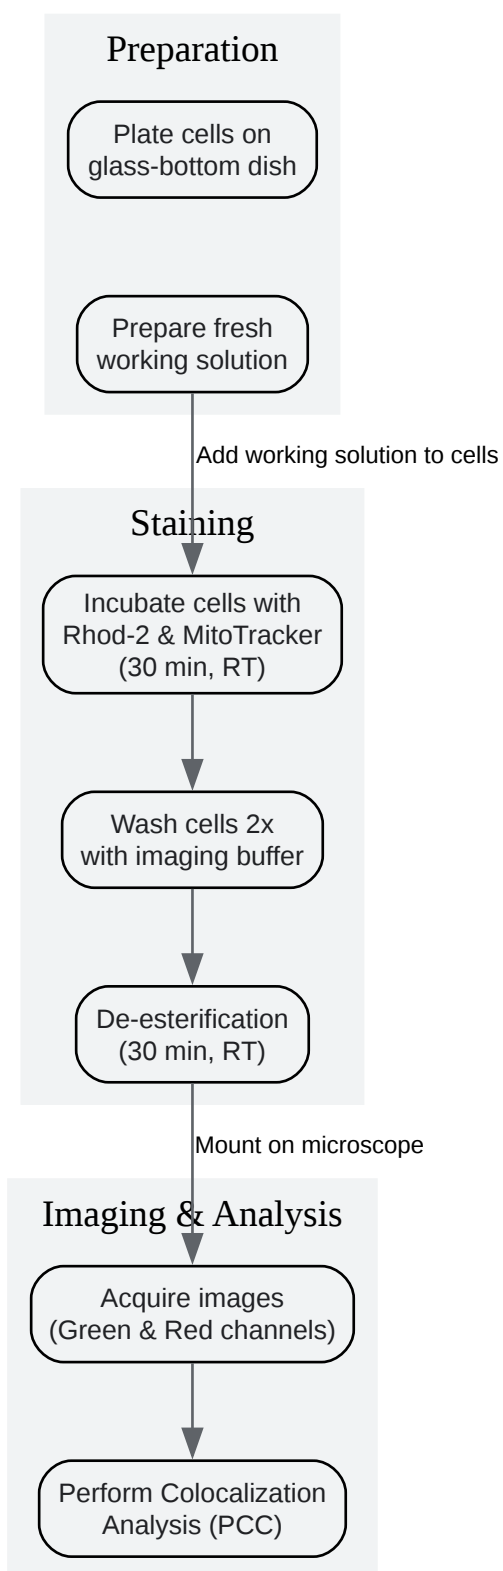 Preparation
Plate cells on
glass-bottom dish
Prepare fresh
working solution
Add working solution to cells
Staining
Incubate cells with
Rhod-2 & MitoTracker
(30 min, RT)
Wash cells 2x
with imaging buffer
De-esterification
(30 min, RT)
Mount on microscope
Imaging & Analysis
Acquire images
(Green & Red channels)
Perform Colocalization
Analysis (PCC)